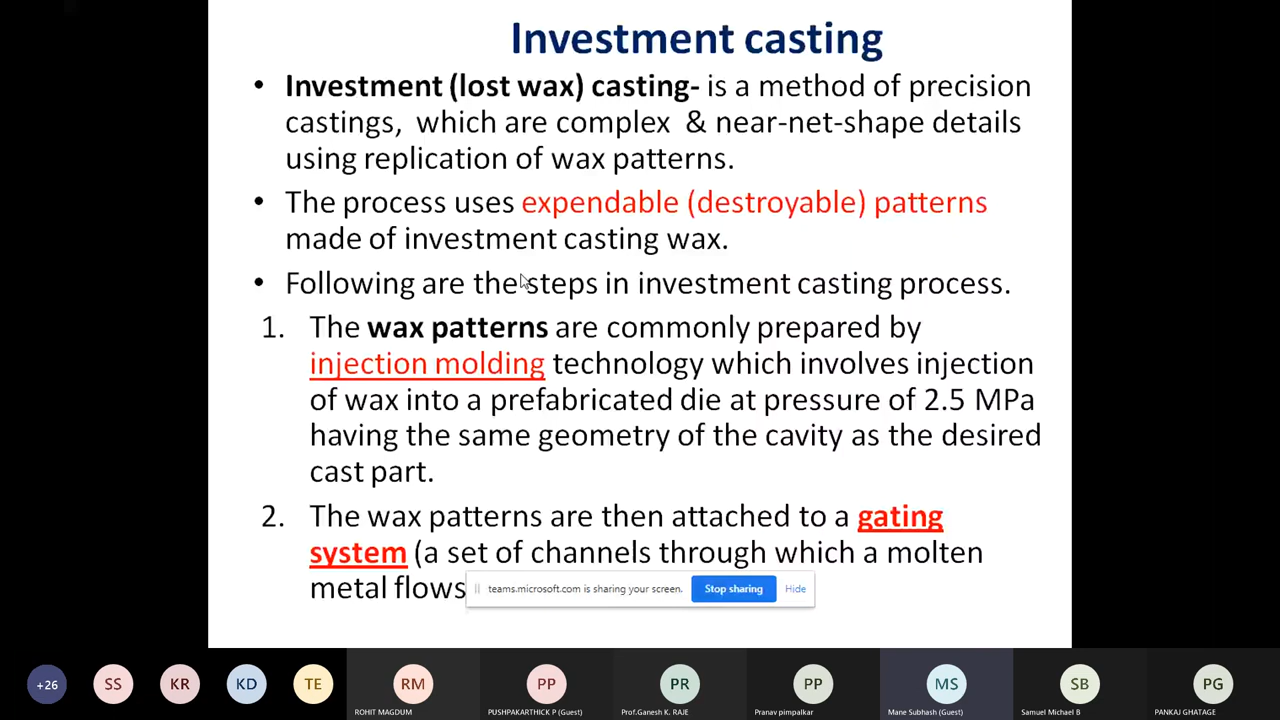 Investment casting
• Investment (lost wax) casting- is a method of precision
castings, which are complex & near-net-shape details
using replication of wax patterns.
• The process uses expendable (destroyable) patterns
made of investment casting wax.
• Following are the steps in investment casting process.
1. The wax patterns are commonly prepared by
injection molding technology which involves injection
of wax into a prefabricated die at pressure of 2.5 MPa
having the same geometry of the cavity as the desired
cast part.
2. The wax patterns are then attached to a gating
system (a set of channels through which a molten
metal flows
teams.microsoft.com is sharing your screen. Stop sharing Hide
+26 SS KR KD TE RM PP PR PP MS SB PG
ROHIT MAGDUM PUSHPAKARTHICK P (Guest) Prof.Ganesh K. RAJE Pranav pimpalkar Mane Subhash (Guest) Samuel Michael B PANKAJ GHATAGE